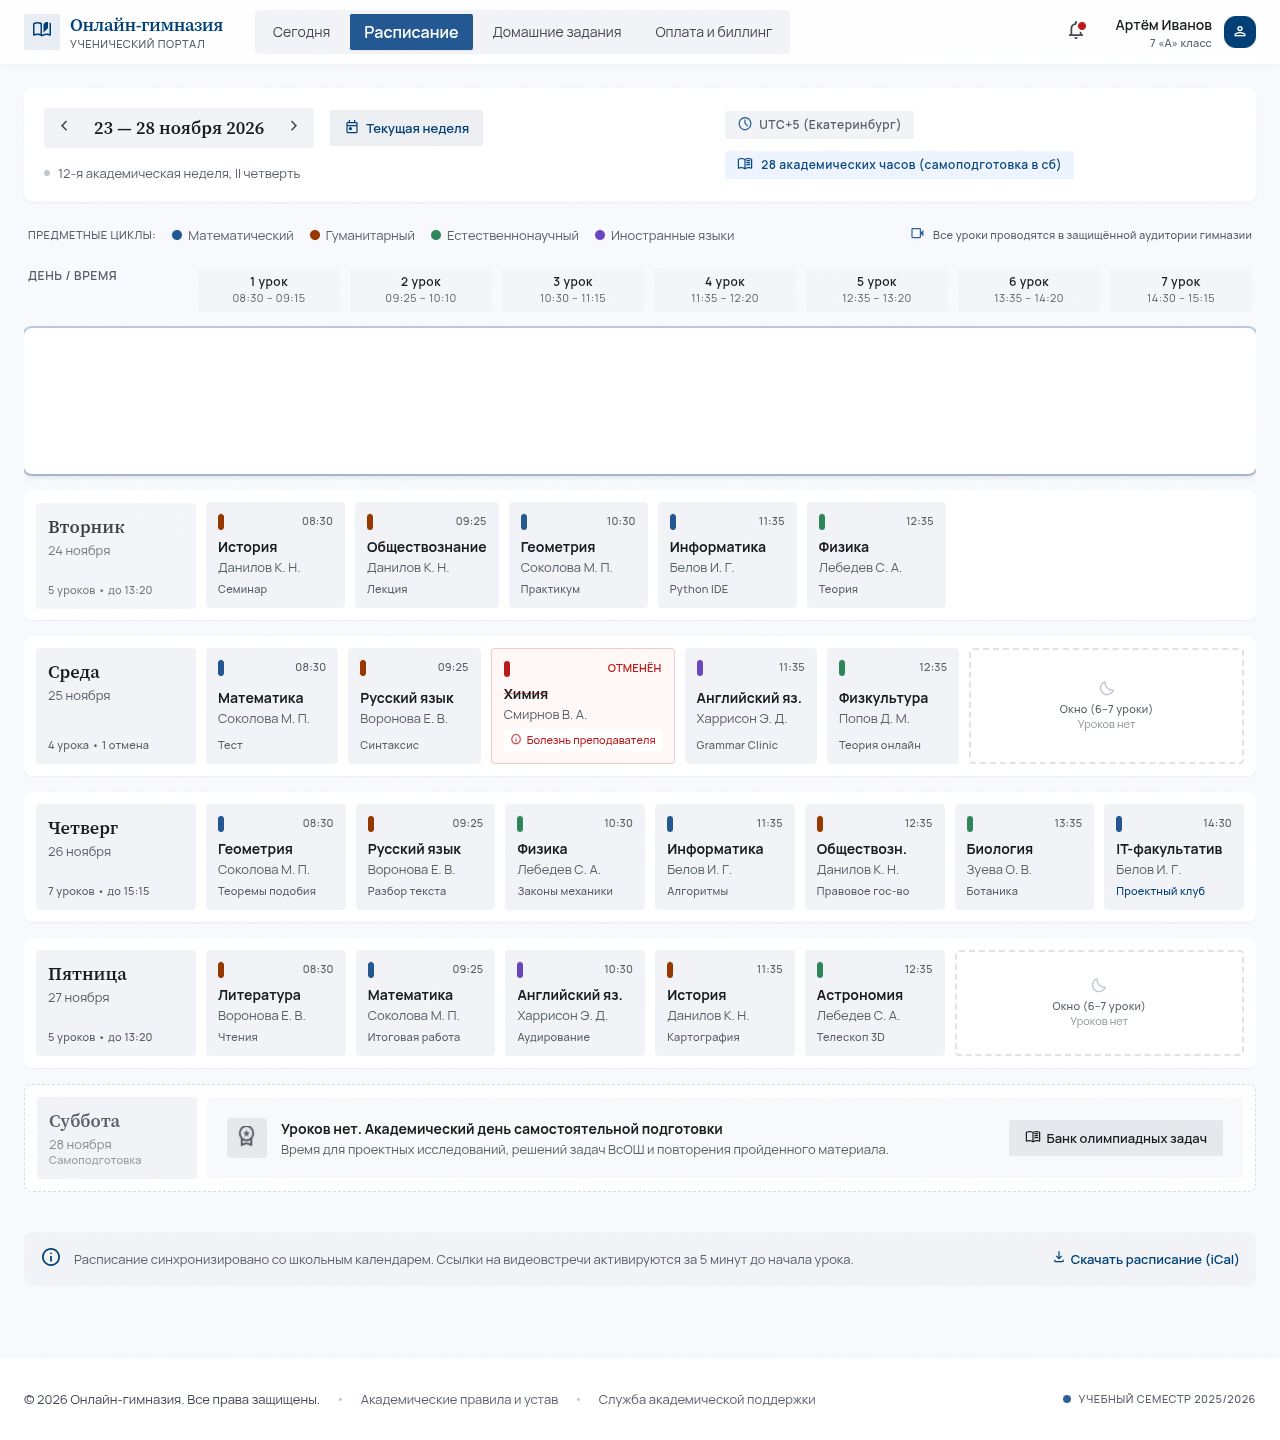 Онлайн-гимназия
УЧЕНИЧЕСКИЙ ПОРТАЛ
Сегодня
Расписание
Домашние задания
Оплата и биллинг
Артём Иванов
7 «А» класс
23 — 28 ноября 2026
Текущая неделя
12-я академическая неделя, II четверть
UTC+5 (Екатеринбург)
28 академических часов (самоподготовка в сб)
ПРЕДМЕТНЫЕ ЦИКЛЫ:
Математический
Гуманитарный
Естественнонаучный
Иностранные языки
Все уроки проводятся в защищённой аудитории гимназии
ДЕНЬ / ВРЕМЯ
1 урок
08:30 – 09:15
2 урок
09:25 – 10:10
3 урок
10:30 – 11:15
4 урок
11:35 – 12:20
5 урок
12:35 – 13:20
6 урок
13:35 – 14:20
7 урок
14:30 – 15:15
Вторник
24 ноября
5 уроков • до 13:20
08:30
История
Данилов К. Н.
Семинар
09:25
Обществознание
Данилов К. Н.
Лекция
10:30
Геометрия
Соколова М. П.
Практикум
11:35
Информатика
Белов И. Г.
Python IDE
12:35
Физика
Лебедев С. А.
Теория
Среда
25 ноября
4 урока • 1 отмена
08:30
Математика
Соколова М. П.
Тест
09:25
Русский язык
Воронова Е. В.
Синтаксис
ОТМЕНЁН
Химия
Смирнов В. А.
Болезнь преподавателя
11:35
Английский яз.
Харрисон Э. Д.
Grammar Clinic
12:35
Физкультура
Попов Д. М.
Теория онлайн
Окно (6–7 уроки)
Уроков нет
Четверг
26 ноября
7 уроков • до 15:15
08:30
Геометрия
Соколова М. П.
Теоремы подобия
09:25
Русский язык
Воронова Е. В.
Разбор текста
10:30
Физика
Лебедев С. А.
Законы механики
11:35
Информатика
Белов И. Г.
Алгоритмы
12:35
Обществозн.
Данилов К. Н.
Правовое гос-во
13:35
Биология
Зуева О. В.
Ботаника
14:30
IT-факультатив
Белов И. Г.
Проектный клуб
Пятница
27 ноября
5 уроков • до 13:20
08:30
Литература
Воронова Е. В.
Чтения
09:25
Математика
Соколова М. П.
Итоговая работа
10:30
Английский яз.
Харрисон Э. Д.
Аудирование
11:35
История
Данилов К. Н.
Картография
12:35
Астрономия
Лебедев С. А.
Телескоп 3D
Окно (6–7 уроки)
Уроков нет
Суббота
28 ноября
Самоподготовка
Уроков нет. Академический день самостоятельной подготовки
Время для проектных исследований, решений задач ВсОШ и повторения пройденного материала.
Банк олимпиадных задач
Расписание синхронизировано со школьным календарем. Ссылки на видеовстречи активируются за 5 минут до начала урока.
Скачать расписание (iCal)
© 2026 Онлайн-гимназия. Все права защищены.
•
Академические правила и устав
•
Служба академической поддержки
УЧЕБНЫЙ СЕМЕСТР 2025/2026